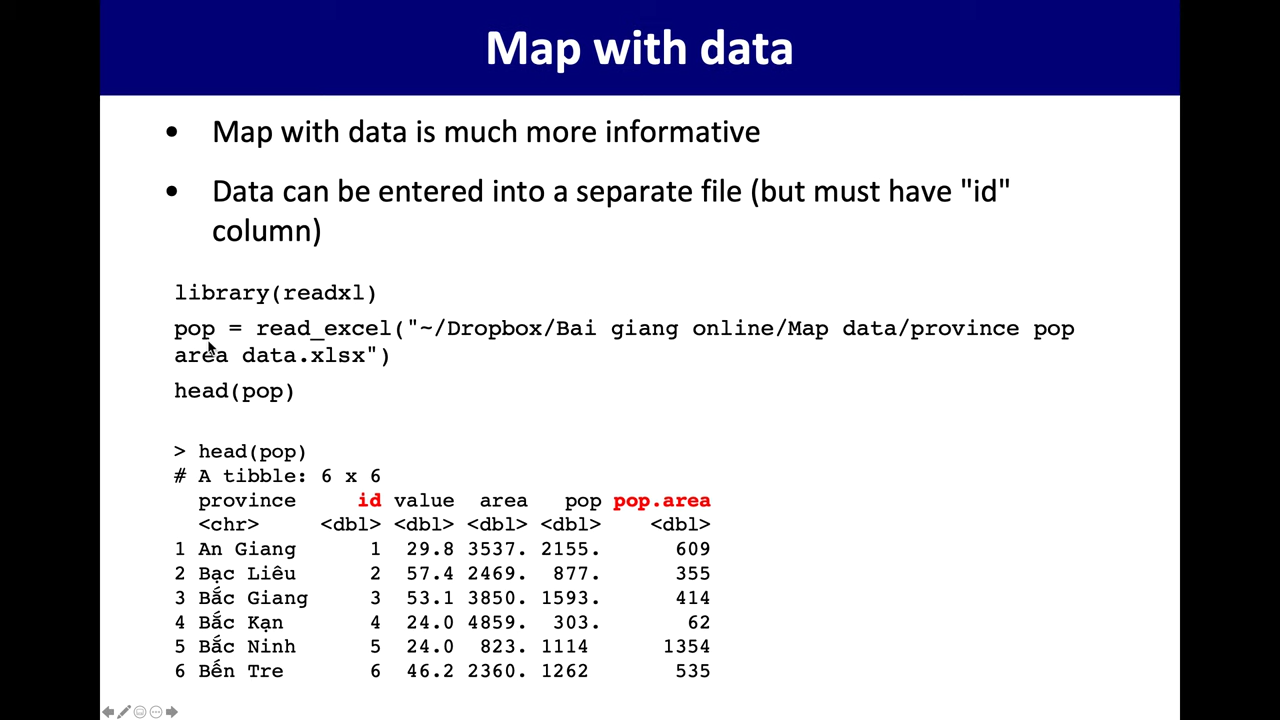 Map with data
• Map with data is much more informative
• Data can be entered into a separate file (but must have "id"
column)
library(readxl)
pop = read_excel("~/Dropbox/Bai giang online/Map data/province pop
area data.xlsx")
head(pop)
> head(pop)
# A tibble: 6 x 6
province id value area pop pop.area
<chr> <dbl> <dbl> <dbl> <dbl> <dbl>
1 An Giang 1 29.8 3537. 2155. 609
2 Bạc Liêu 2 57.4 2469. 877. 355
3 Bắc Giang 3 53.1 3850. 1593. 414
4 Bắc Kạn 4 24.0 4859. 303. 62
5 Bắc Ninh 5 24.0 823. 1114 1354
6 Bến Tre 6 46.2 2360. 1262 535